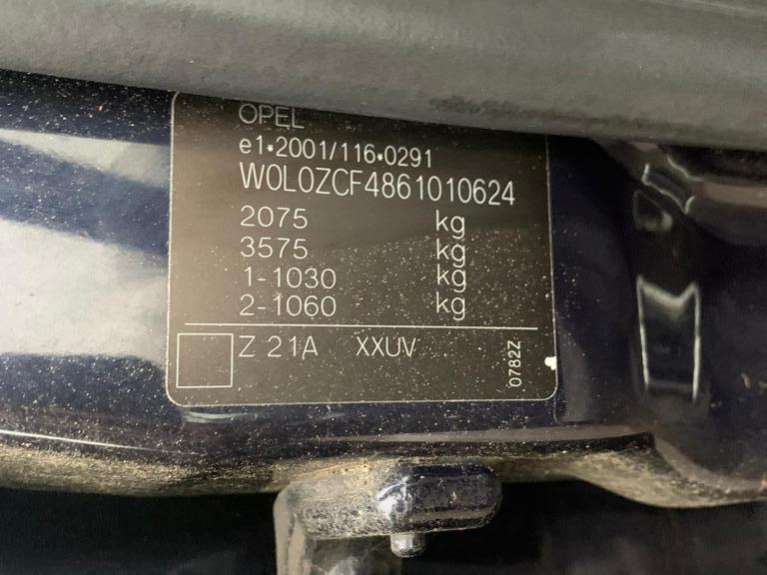 OPEL
e1•2001/116•0291
W0L0ZCF4861010624
2075 kg
3575 kg
1-1030 kg
2-1060 kg
Z 21A XXUV
0782Z